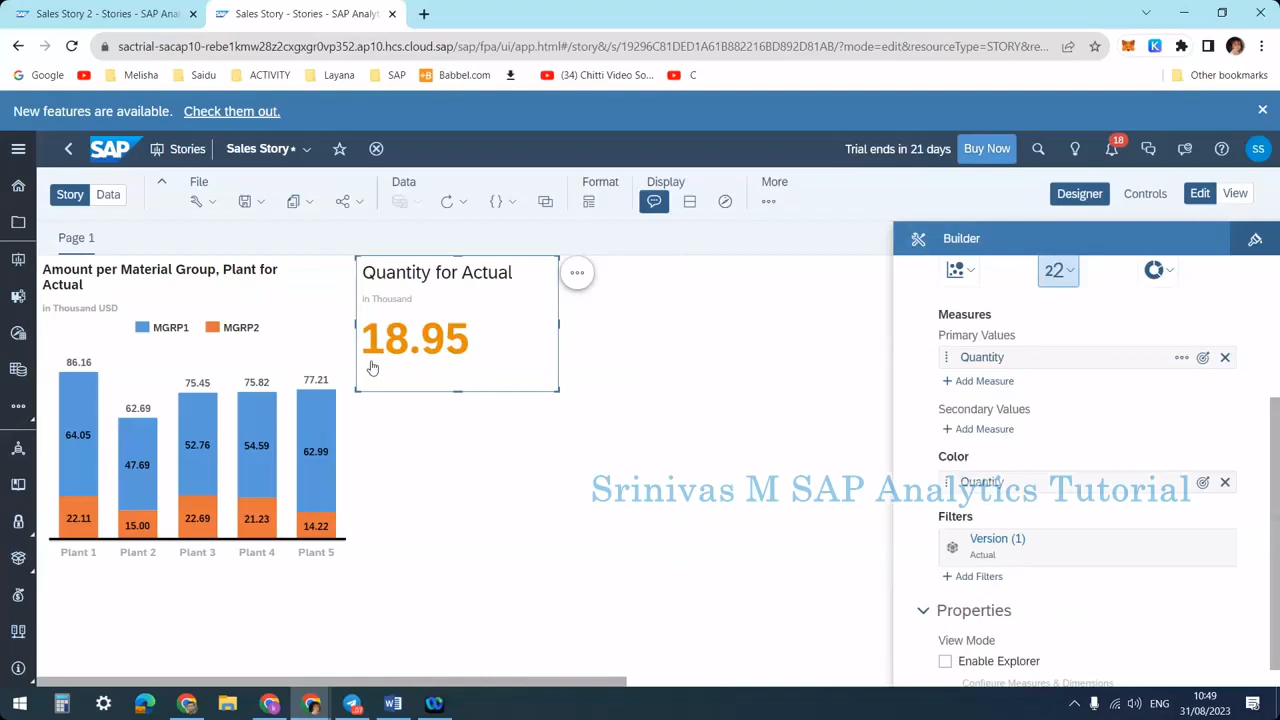 Sales Story 2 - Stories - SAP Analy
Sales Story - Stories - SAP Analyt
sactrial-sacap10-rebe1kmw28z2cxgxgr0vp352.ap10.hcs.cloud.sap/sap/fpa/ui/app.html#/story&/s/19296C81DED1A61B882216BD892D81AB/?mode=edit&resourceType=STORY&re...
Google
Melisha
Saidu
ACTIVITY
Layana
SAP
+B Babbel.com
(34) Chitti Video So...
C
Other bookmarks
New features are available. Check them out.
SAP
Stories
Sales Story*
Trial ends in 21 days
Buy Now
18
SS
Story
Data
File
Data
Format
Display
More
Designer
Controls
Edit
View
Page 1
Amount per Material Group, Plant for
Actual
in Thousand USD
MGRP1
MGRP2
86.16
62.69
75.45
75.82
77.21
64.05
47.69
52.76
54.59
62.99
22.11
15.00
22.69
21.23
14.22
Plant 1
Plant 2
Plant 3
Plant 4
Plant 5
Quantity for Actual
in Thousand
18.95
Builder
22
Measures
Primary Values
Quantity
+ Add Measure
Secondary Values
+ Add Measure
Color
Quantity
Srinivas M SAP Analytics Tutorial
Filters
Version (1)
Actual
+ Add Filters
Properties
View Mode
Enable Explorer
Configure Measures & Dimensions
ENG
10:49
31/08/2023